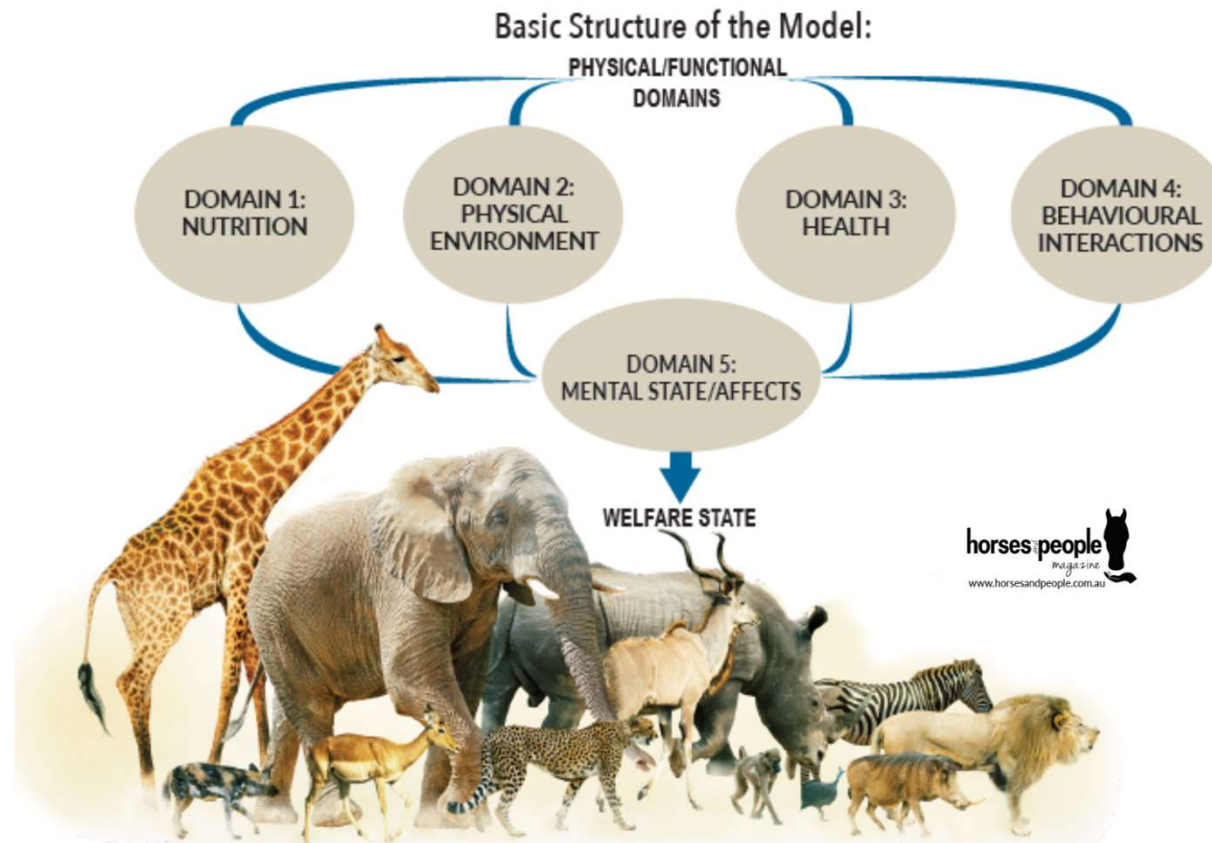 Basic Structure of the Model:
PHYSICAL/FUNCTIONAL
DOMAINS
DOMAIN 1:
NUTRITION
DOMAIN 2:
PHYSICAL
ENVIRONMENT
DOMAIN 3:
HEALTH
DOMAIN 4:
BEHAVIOURAL
INTERACTIONS
DOMAIN 5:
MENTAL STATE/AFFECTS
WELFARE STATE
horses and people
magazine
www.horsesandpeople.com.au